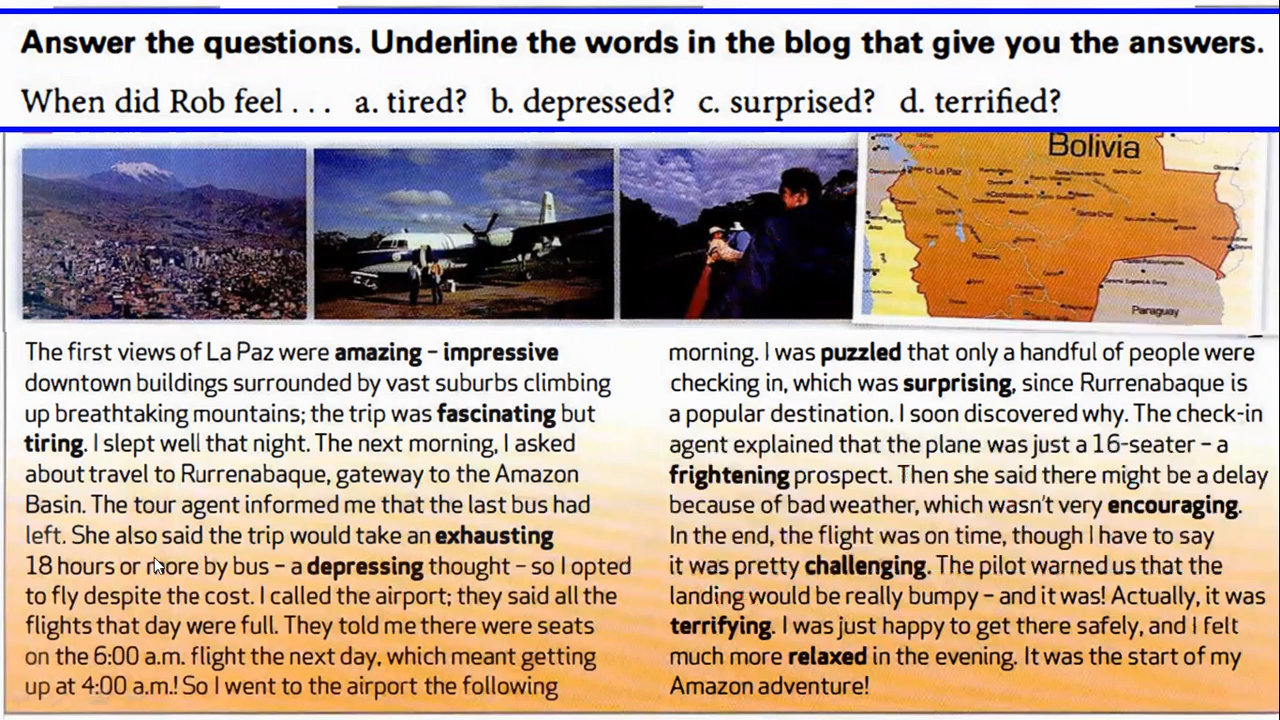 Answer the questions. Underline the words in the blog that give you the answers.
When did Rob feel . . . a. tired? b. depressed? c. surprised? d. terrified?
Bolivia
La Paz
Santa Cruz
Paraguay
The first views of La Paz were amazing – impressive
downtown buildings surrounded by vast suburbs climbing
up breathtaking mountains; the trip was fascinating but
tiring. I slept well that night. The next morning, I asked
about travel to Rurrenabaque, gateway to the Amazon
Basin. The tour agent informed me that the last bus had
left. She also said the trip would take an exhausting
18 hours or more by bus – a depressing thought – so I opted
to fly despite the cost. I called the airport; they said all the
flights that day were full. They told me there were seats
on the 6:00 a.m. flight the next day, which meant getting
up at 4:00 a.m.! So I went to the airport the following
morning. I was puzzled that only a handful of people were
checking in, which was surprising, since Rurrenabaque is
a popular destination. I soon discovered why. The check-in
agent explained that the plane was just a 16-seater – a
frightening prospect. Then she said there might be a delay
because of bad weather, which wasn't very encouraging.
In the end, the flight was on time, though I have to say
it was pretty challenging. The pilot warned us that the
landing would be really bumpy – and it was! Actually, it was
terrifying. I was just happy to get there safely, and I felt
much more relaxed in the evening. It was the start of my
Amazon adventure!